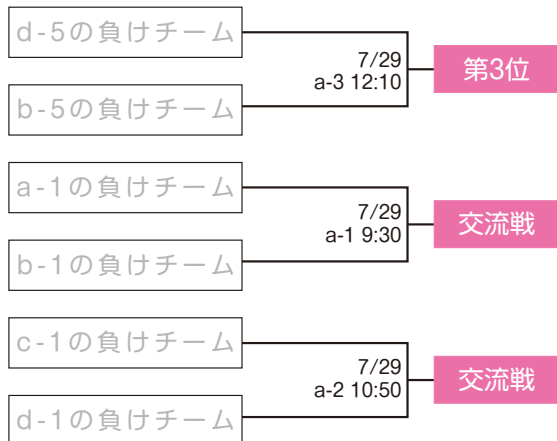 d-5の負けチーム
7/29
a-3 12:10
第3位
b-5の負けチーム
a-1の負けチーム
7/29
a-1 9:30
交流戦
b-1の負けチーム
c-1の負けチーム
7/29
a-2 10:50
交流戦
d-1の負けチーム